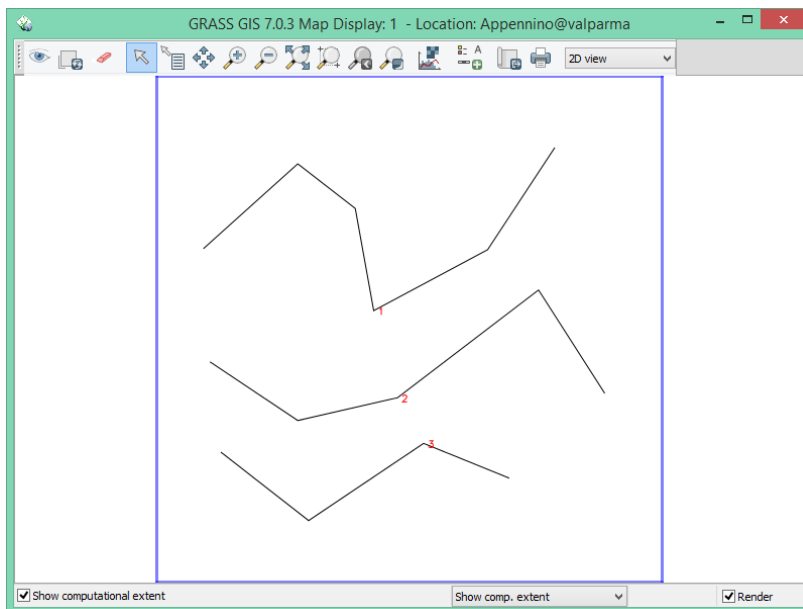 GRASS GIS 7.0.3 Map Display: 1 - Location: Appennino@valparma
A
2D view
1
2
3
Show computational extent
Show comp. extent
Render